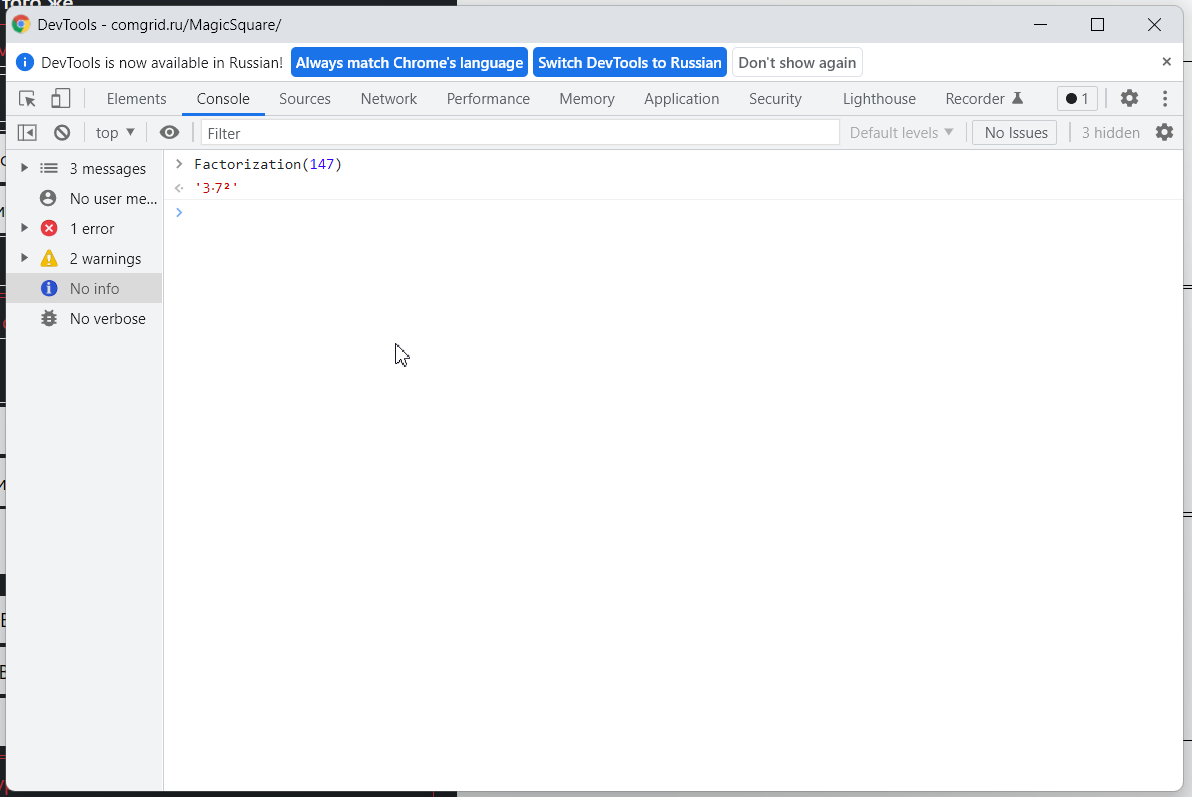 того же
DevTools - comgrid.ru/MagicSquare/
DevTools is now available in Russian! Always match Chrome's language Switch DevTools to Russian Don't show again
Elements Console Sources Network Performance Memory Application Security Lighthouse Recorder 1
top Filter Default levels No Issues 3 hidden
3 messages
No user me...
1 error
2 warnings
No info
No verbose
Factorization(147)
'3·7²'